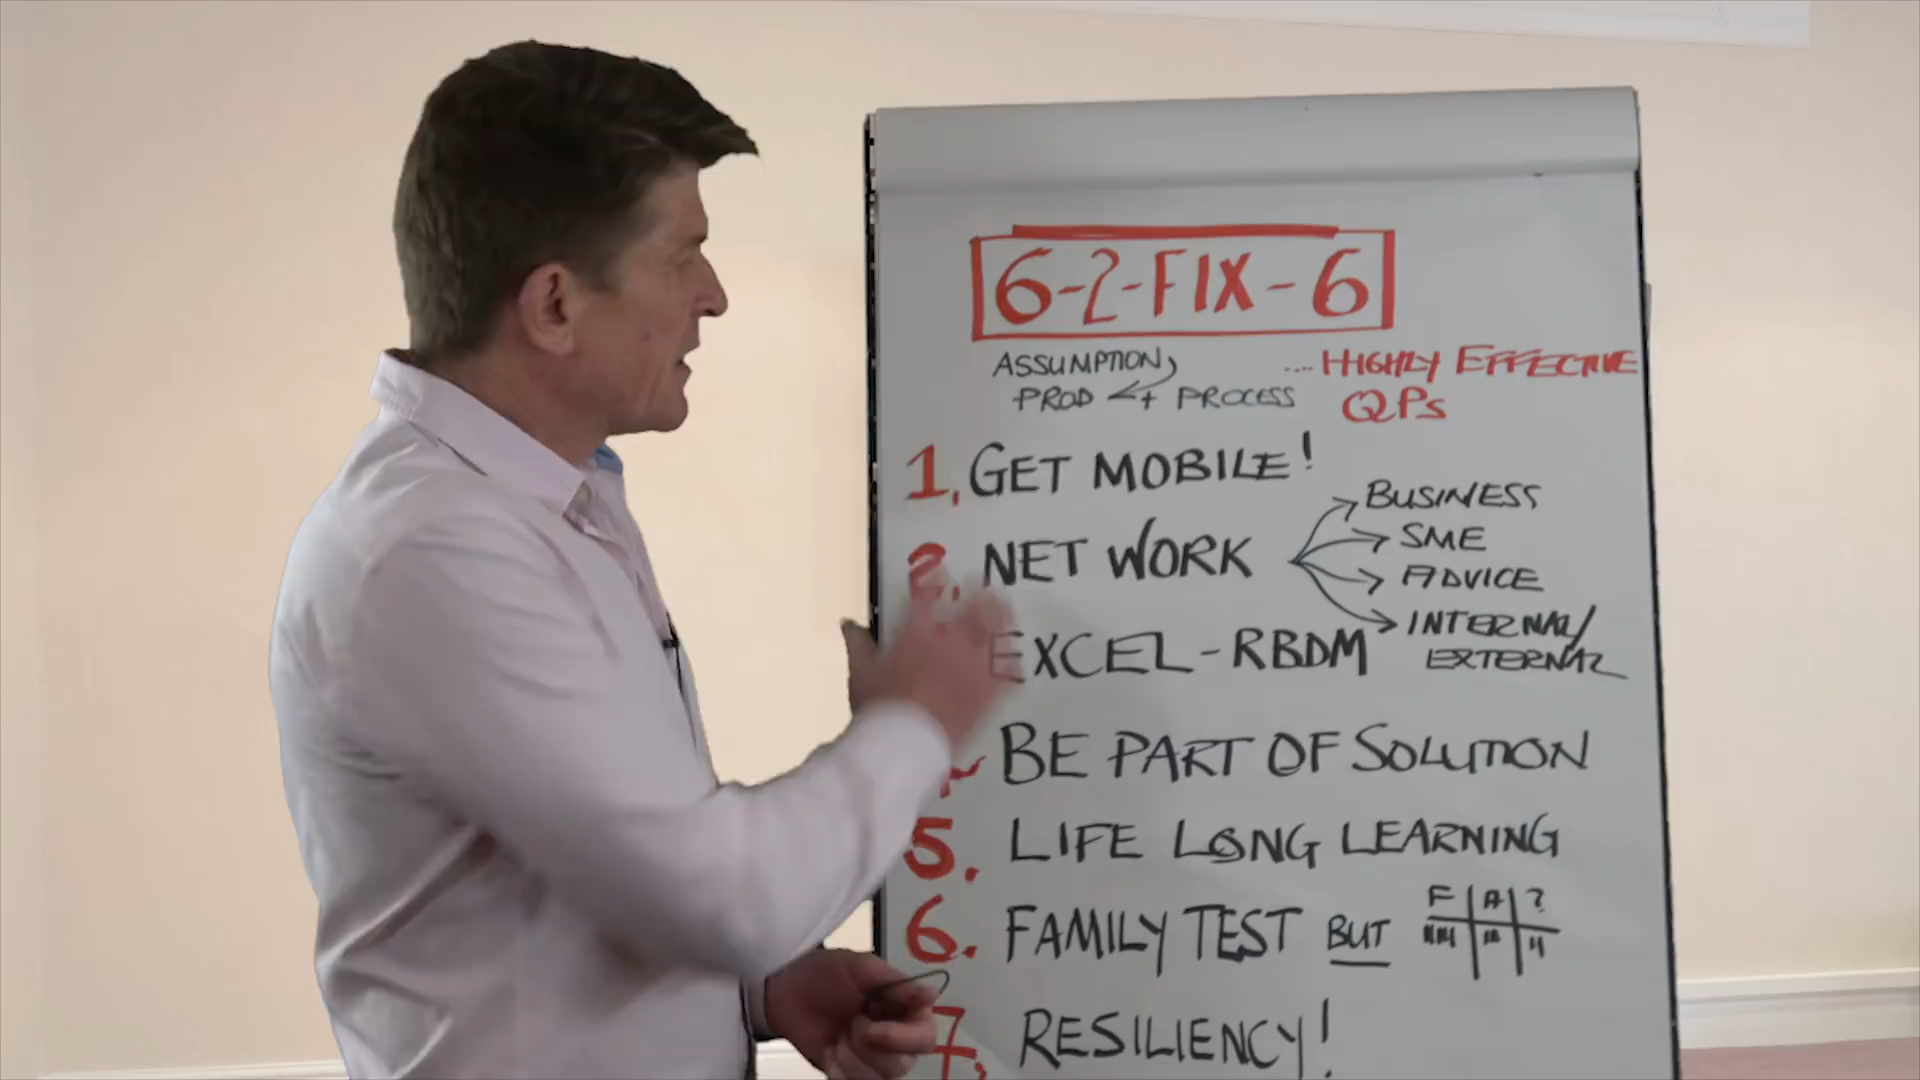 6-2-FIX-6
ASSUMPTION
PROD + PROCESS
.... HIGHLY EFFECTIVE
QPs
1. GET MOBILE!
2. NET WORK
BUSINESS
SME
ADVICE
INTERNAL/
EXTERNAL
EXCEL-RBDM
BE PART OF SOLUTION
5. LIFE LONG LEARNING
6. FAMILY TEST BUT
F A ?
7. RESILIENCY!